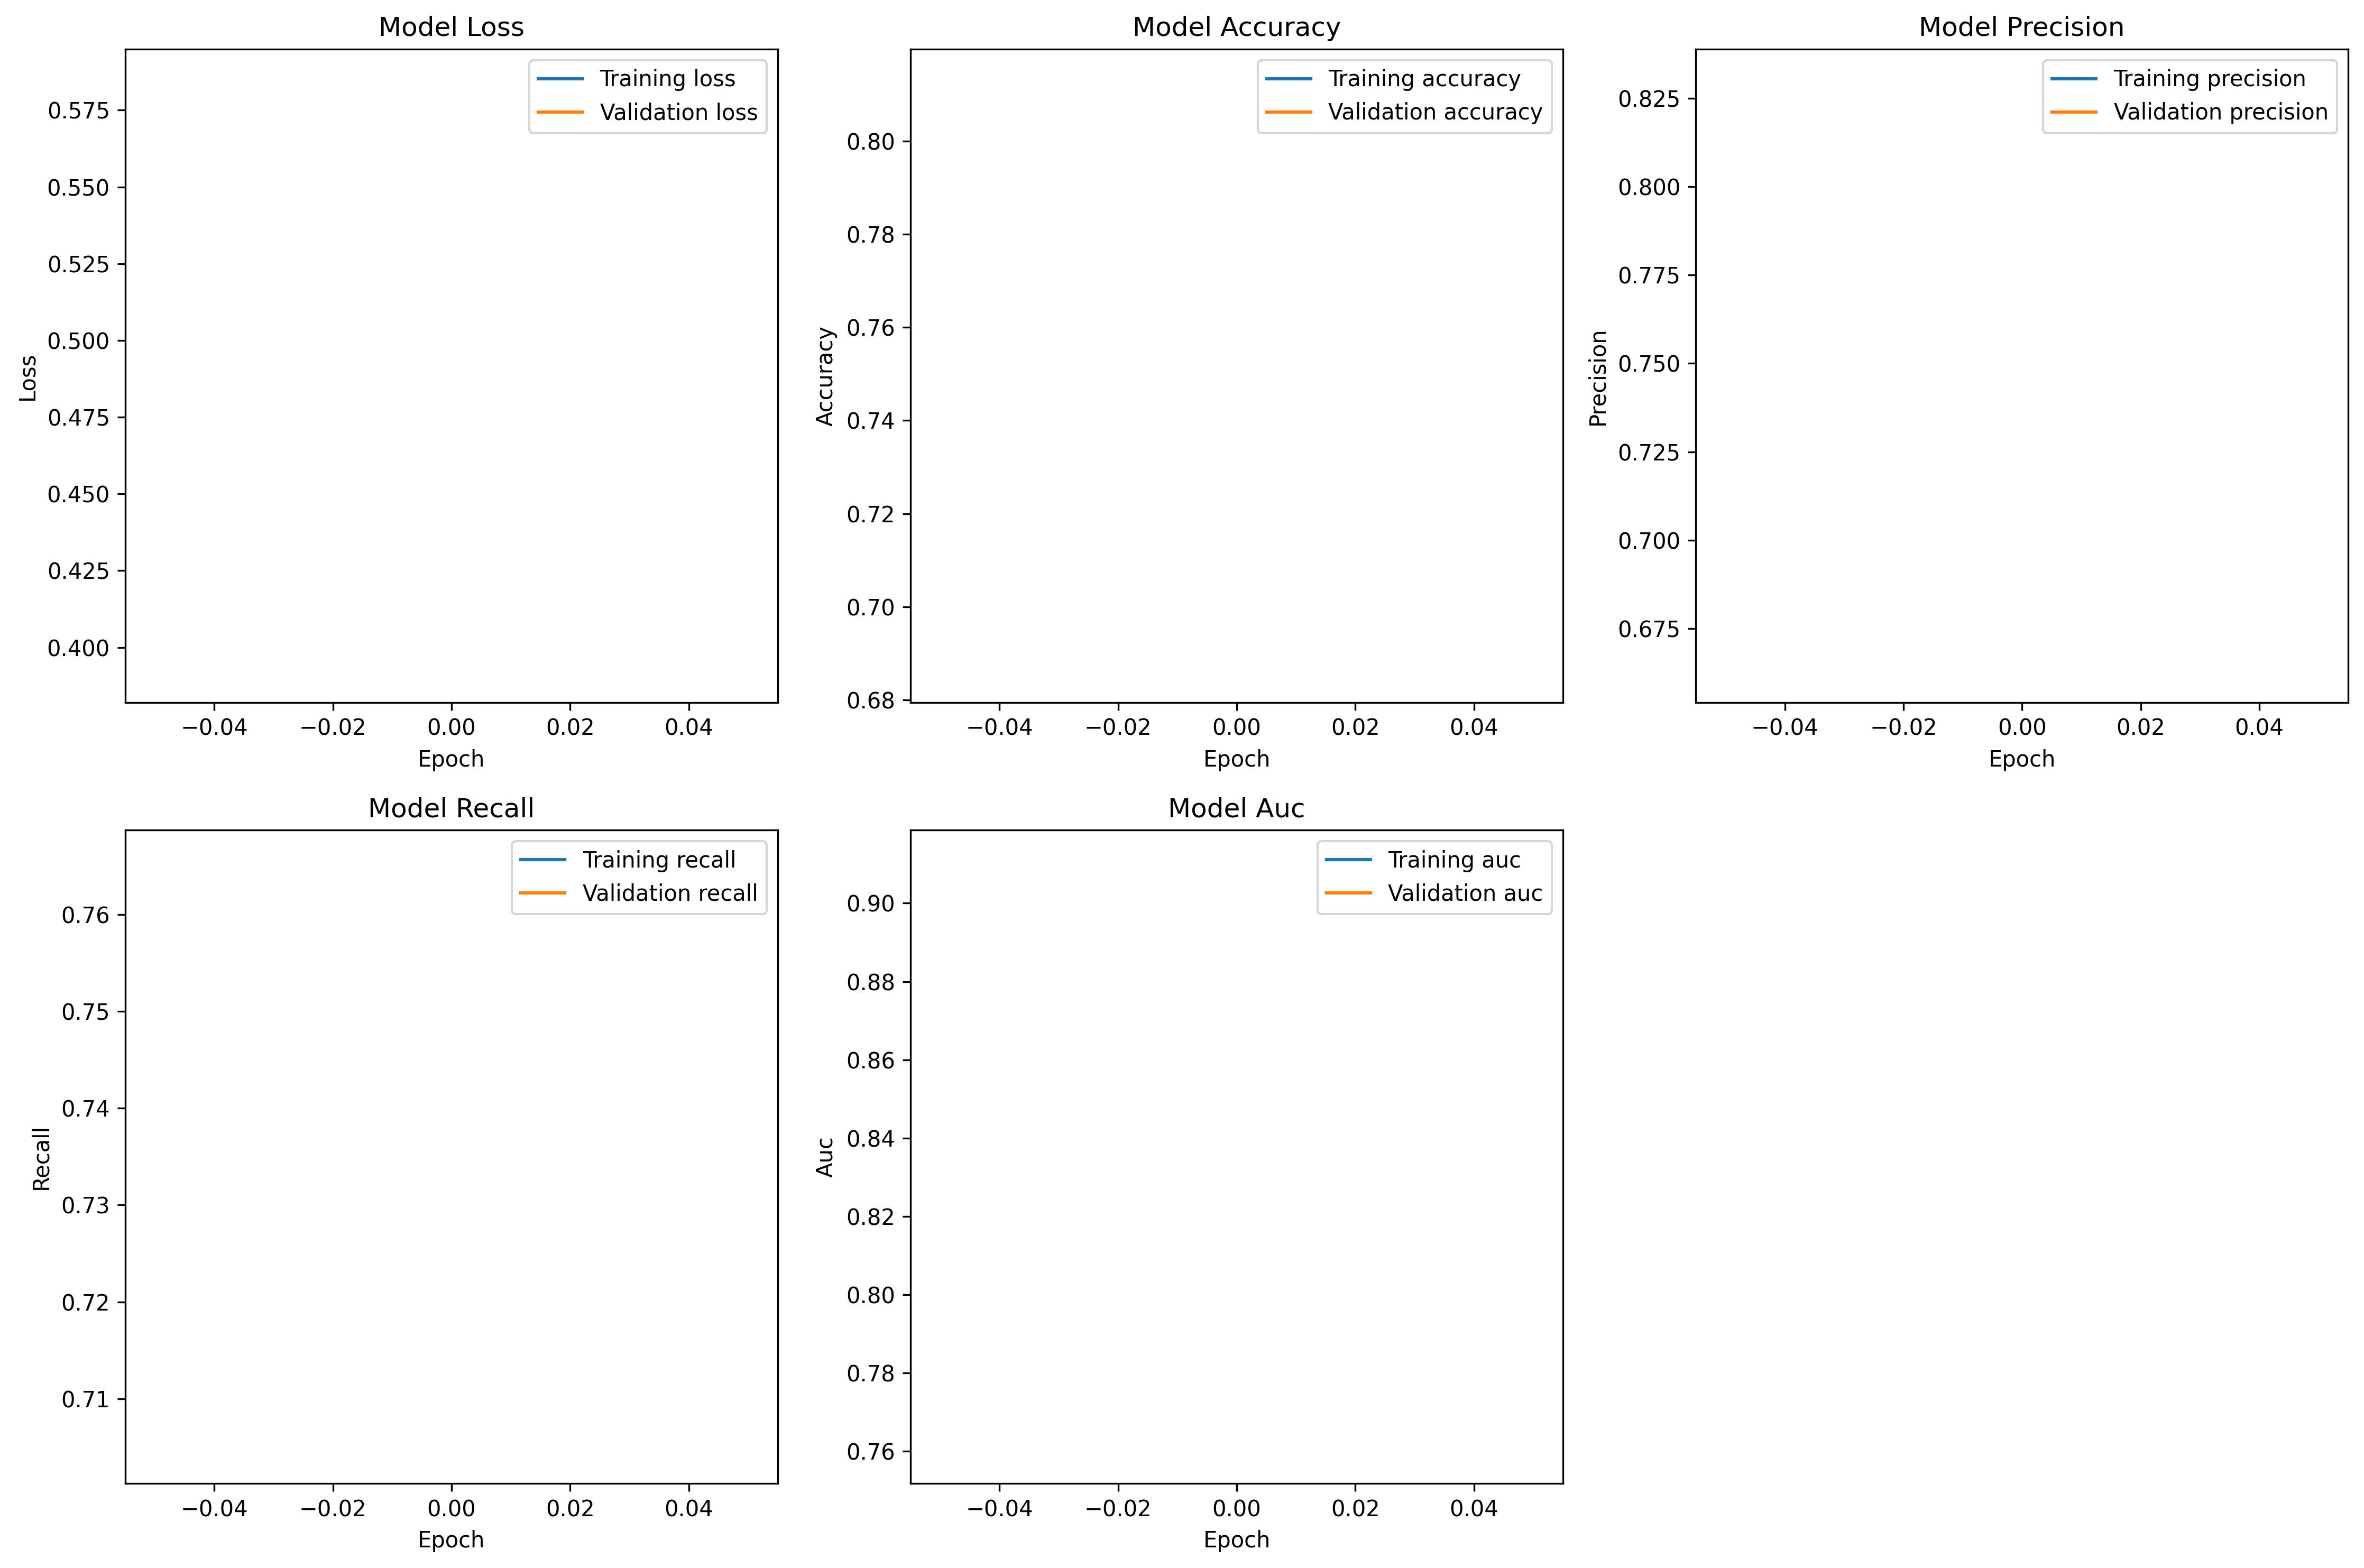 Model Loss
Training loss
Validation loss
0.575
0.550
0.525
0.500
0.475
0.450
0.425
0.400
Loss
−0.04 −0.02 0.00 0.02 0.04
Epoch
Model Accuracy
Training accuracy
Validation accuracy
0.80
0.78
0.76
0.74
0.72
0.70
0.68
Accuracy
−0.04 −0.02 0.00 0.02 0.04
Epoch
Model Precision
Training precision
Validation precision
0.825
0.800
0.775
0.750
0.725
0.700
0.675
Precision
−0.04 −0.02 0.00 0.02 0.04
Epoch
Model Recall
Training recall
Validation recall
0.76
0.75
0.74
0.73
0.72
0.71
Recall
−0.04 −0.02 0.00 0.02 0.04
Epoch
Model Auc
Training auc
Validation auc
0.90
0.88
0.86
0.84
0.82
0.80
0.78
0.76
Auc
−0.04 −0.02 0.00 0.02 0.04
Epoch